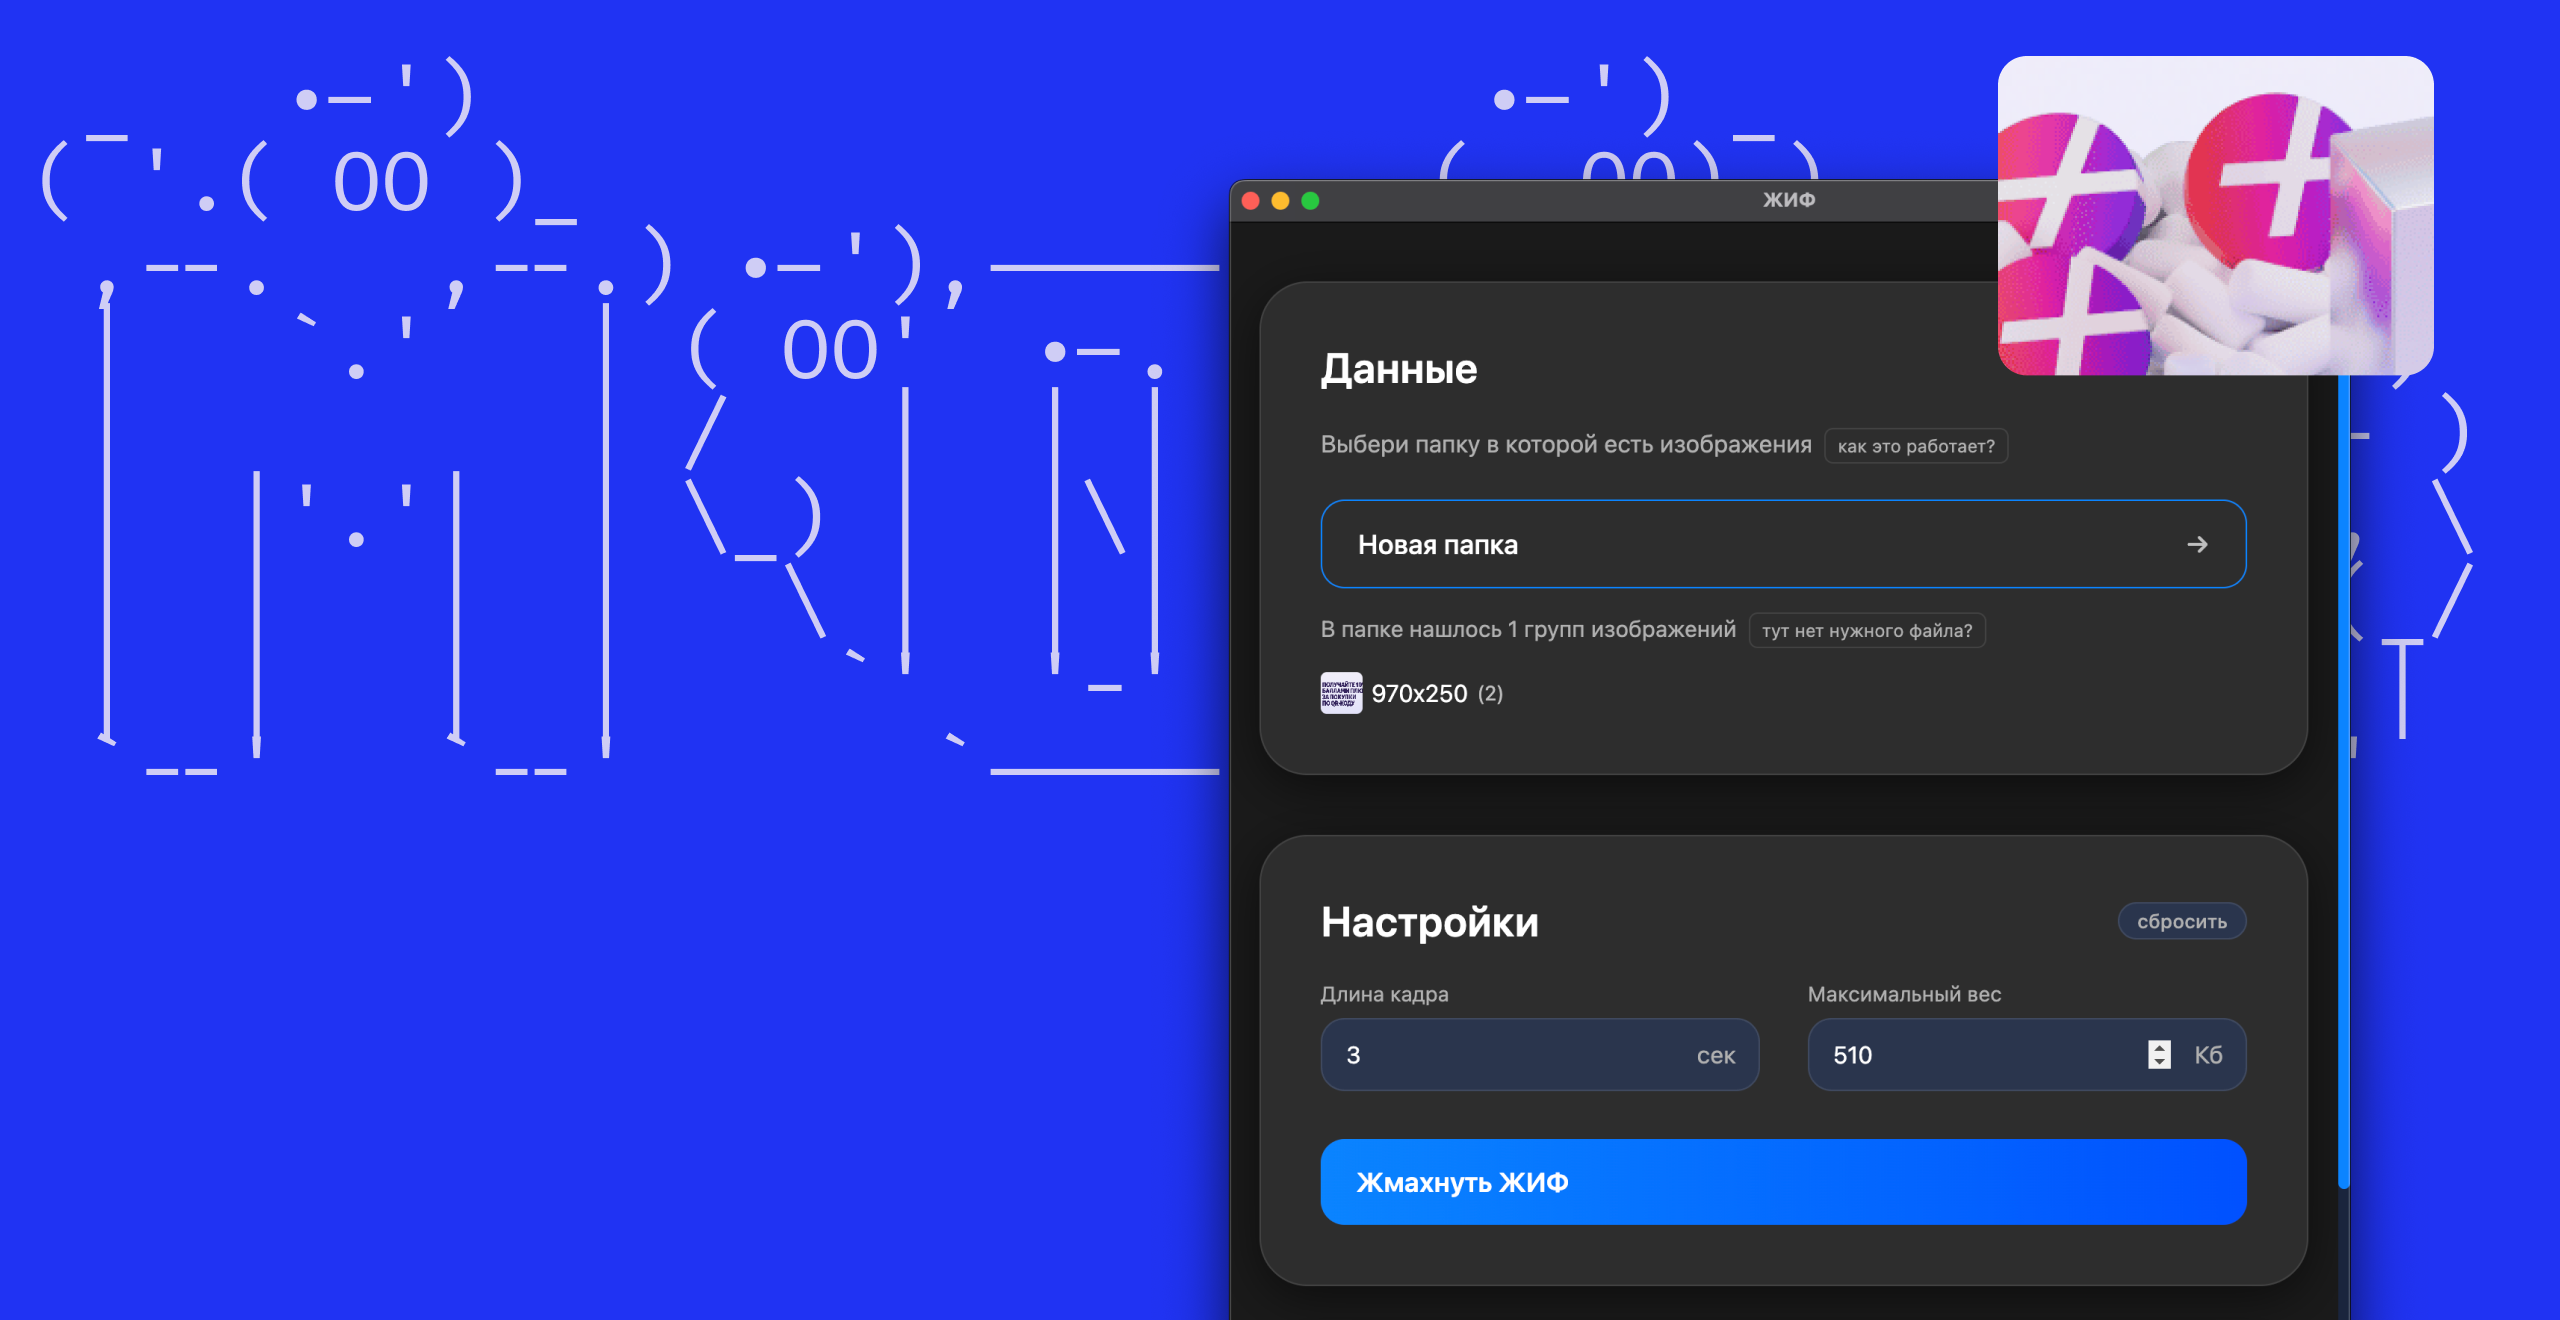 ЖИФ
Данные
Выбери папку в которой есть изображения
как это работает?
Новая папка
В папке нашлось 1 групп изображений
тут нет нужного файла?
970x250 (2)
Настройки
сбросить
Длина кадра
Максимальный вес
3 сек
510 Кб
Жмахнуть ЖИФ